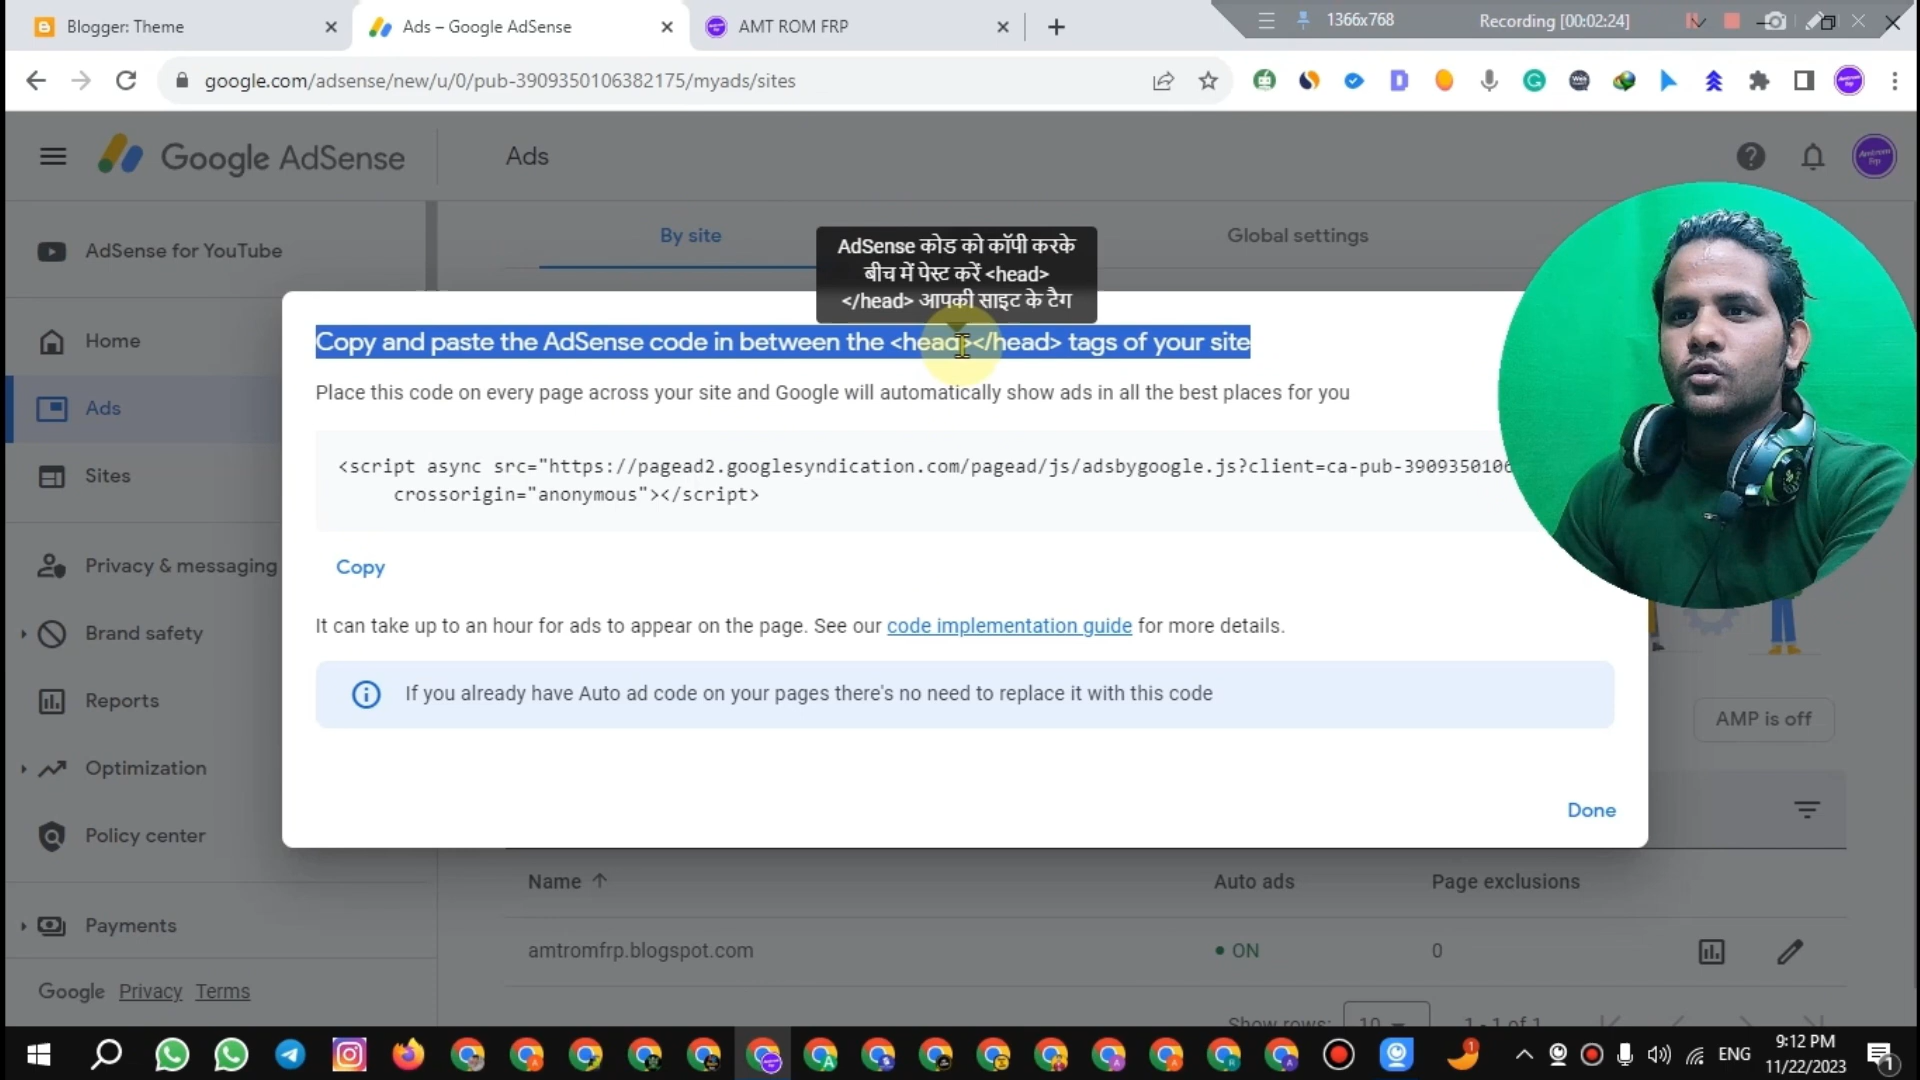 Blogger: Theme
Ads – Google AdSense
AMT ROM FRP
1366x768
Recording [00:02:24]
google.com/adsense/new/u/0/pub-3909350106382175/myads/sites
Google AdSense
Ads
AdSense for YouTube
By site
Global settings
AdSense कोड को कॉपी करके
बीच में पेस्ट करें <head>
</head> आपकी साइट के टैग
Home
Copy and paste the AdSense code in between the <head></head> tags of your site
Place this code on every page across your site and Google will automatically show ads in all the best places for you
Ads
<script async src="https://pagead2.googlesyndication.com/pagead/js/adsbygoogle.js?client=ca-pub-3909350106
crossorigin="anonymous"></script>
Sites
Privacy & messaging
Copy
Brand safety
It can take up to an hour for ads to appear on the page. See our code implementation guide for more details.
Reports
If you already have Auto ad code on your pages there's no need to replace it with this code
AMP is off
Optimization
Done
Policy center
Name
Auto ads
Page exclusions
Payments
amtromfrp.blogspot.com
ON
0
Google Privacy Terms
Show rows:
10
1 - 1 of 1
ENG
9:12 PM
11/22/2023
1